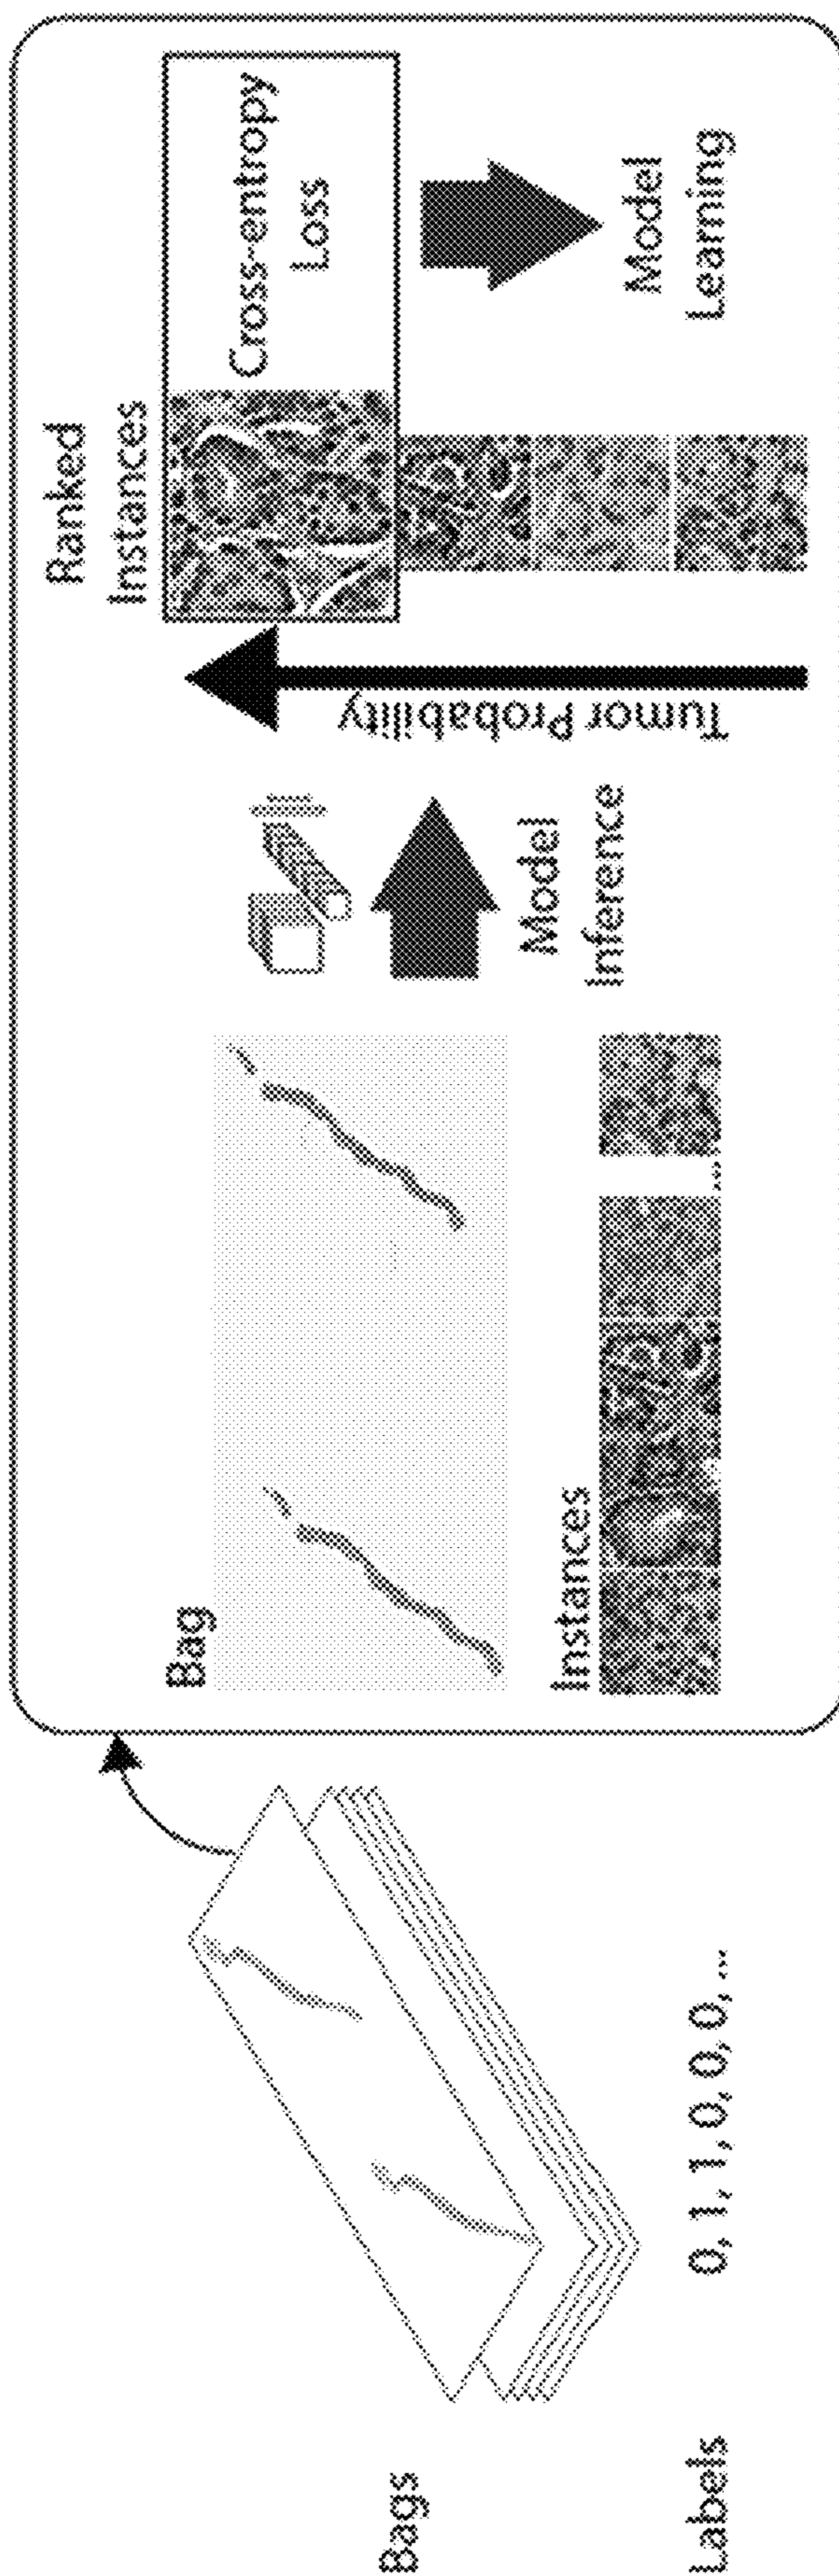 Bags
Labels
0, 1, 1, 0, 0, 0, ...
Bag
Instances
...
Model
Inference
Tumor Probability
Ranked
Instances
Cross-entropy
Loss
Model
Learning